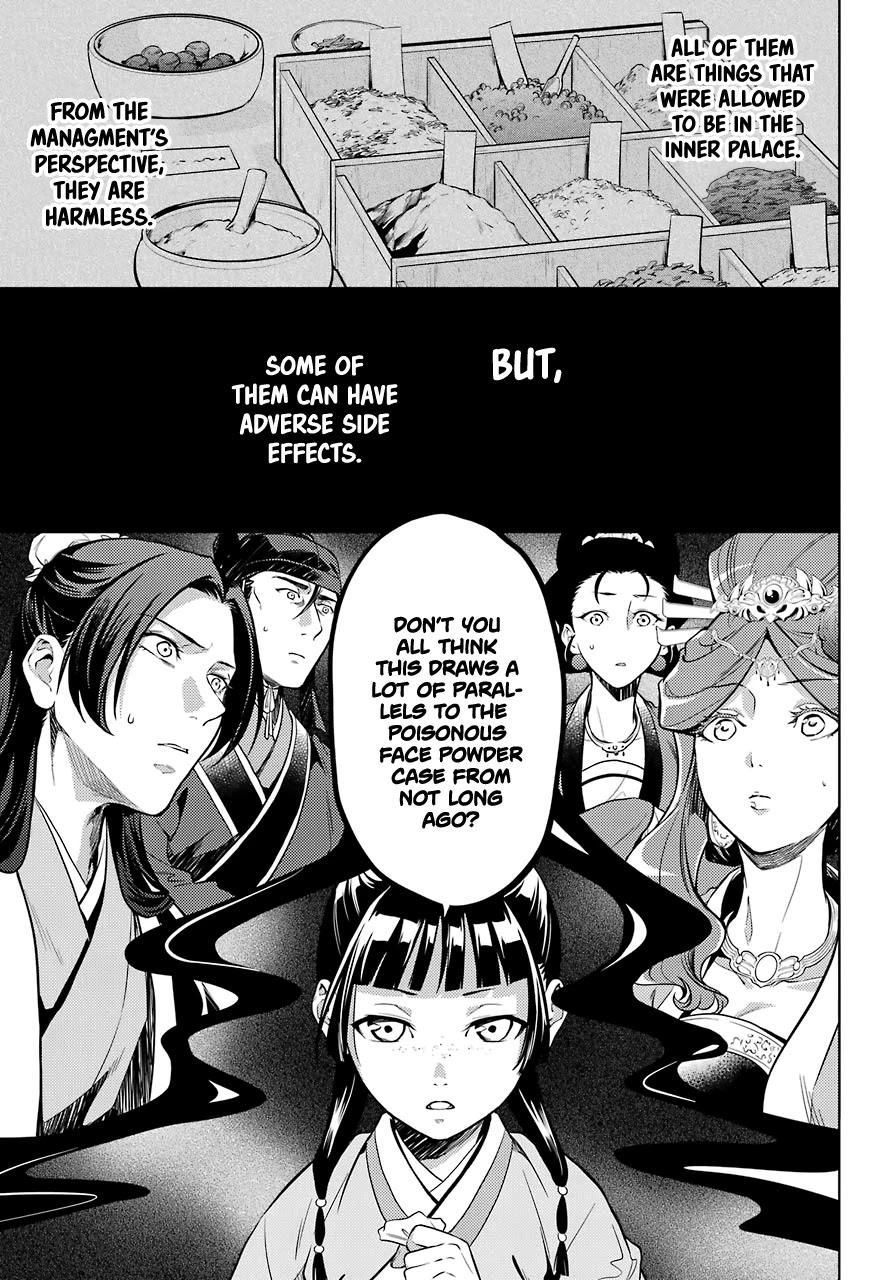 ALL OF THEM
ARE THINGS THAT
WERE ALLOWED
TO BE IN THE
INNER PALACE.
FROM THE
MANAGMENT'S
PERSPECTIVE,
THEY ARE
HARMLESS.
BUT,
SOME OF
THEM CAN HAVE
ADVERSE SIDE
EFFECTS.
DON'T YOU
ALL THINK
THIS DRAWS A
LOT OF PARAL-
LELS TO THE
POISONOUS
FACE POWDER
CASE FROM
NOT LONG
AGO?